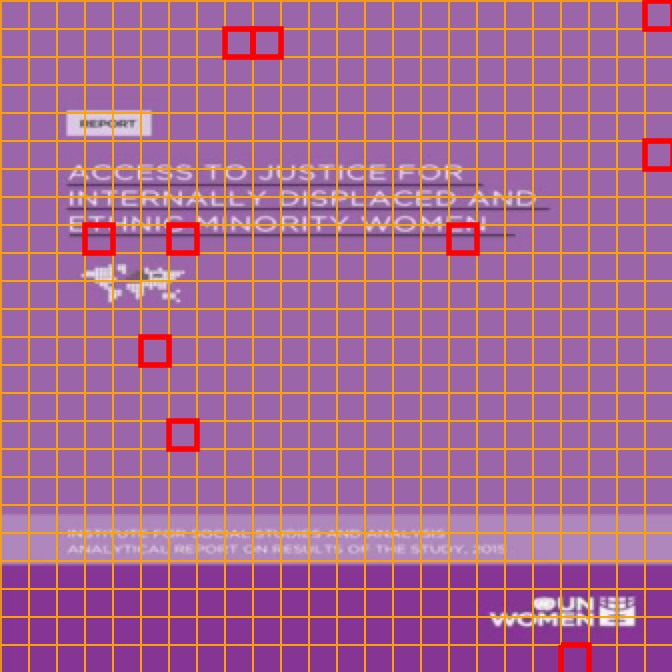 REPORT
ACCESS TO JUSTICE FOR
INTERNALLY DISPLACED AND
ETHNIC MINORITY WOMEN
INSTITUTE FOR SOCIAL STUDIES AND ANALYSIS
ANALYTICAL REPORT ON RESULTS OF THE STUDY, 2015
UN
WOMEN